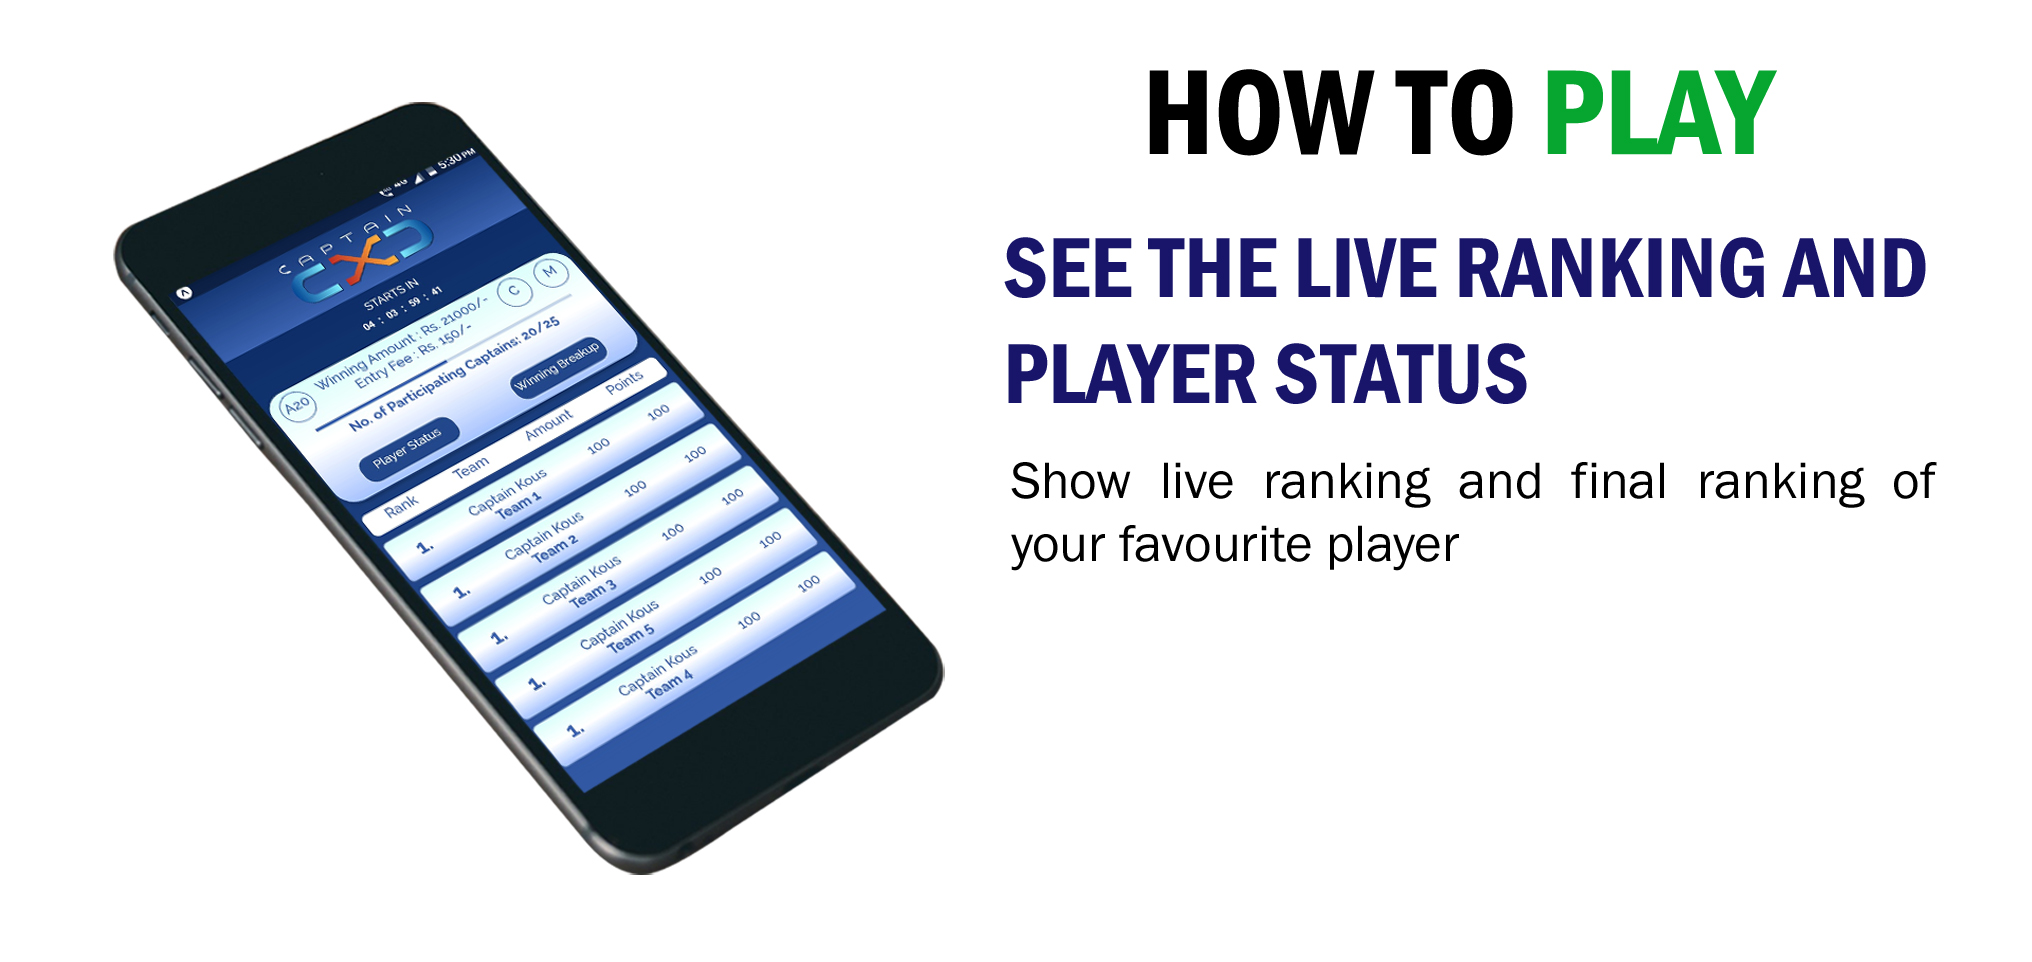 HOW TO PLAY
SEE THE LIVE RANKING AND
PLAYER STATUS
Show live ranking and final ranking of
your favourite player
5:30 PM
CAPTAIN
CXD
STARTS IN
04 : 03 : 59 : 41
A20
Winning Amount : Rs. 21000/-
Entry Fee : Rs. 150/-
C
M
No. of Participating Captains: 20/25
Player Status
Winning Breakup
Rank Team Amount Points
1. Captain Kous 100 100
Team 1
1. Captain Kous 100 100
Team 2
1. Captain Kous 100 100
Team 3
1. Captain Kous 100 100
Team 5
1. Captain Kous 100 100
Team 4